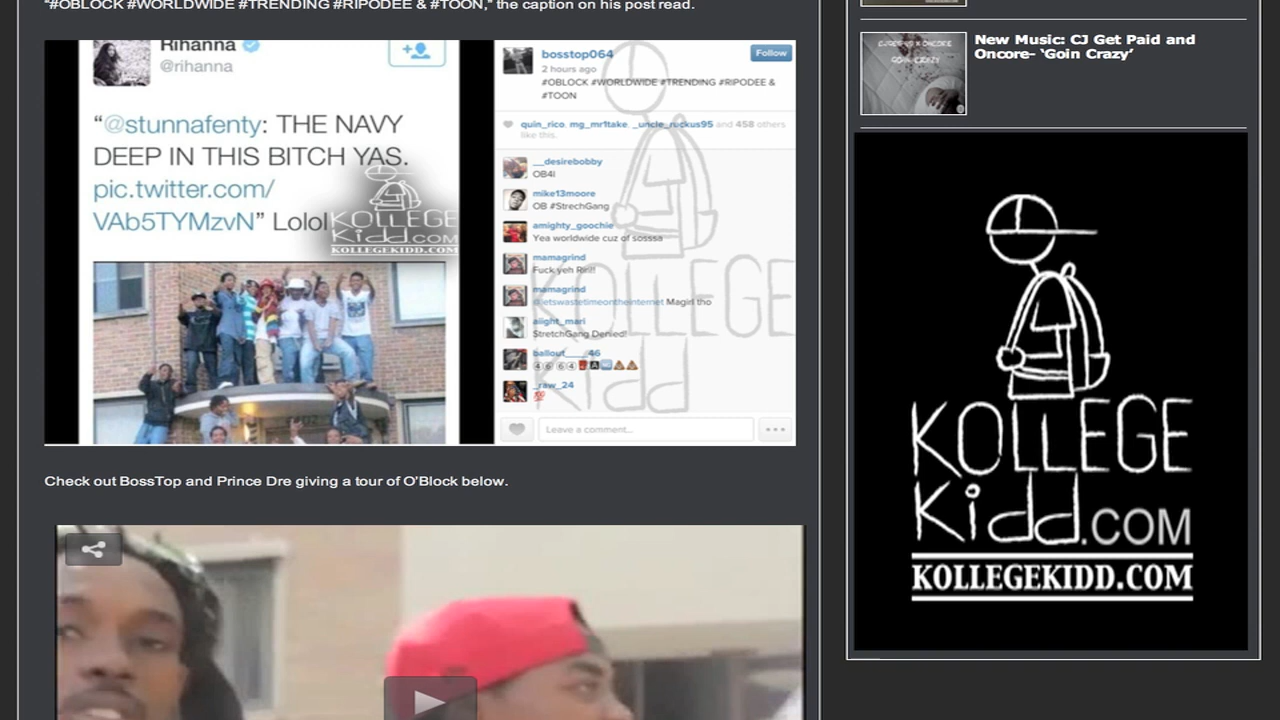 "#OBLOCK #WORLDWIDE #TRENDING #RIPODEE & #TOON," the caption on his post read.
Rihanna
@rihanna
"@stunnafenty: THE NAVY
DEEP IN THIS BITCH YAS.
pic.twitter.com/
VAb5TYMzvN" Lolol
KOLLEGE
Kidd.COM
KOLLEGEKIDD.COM
bosstop064
Follow
2 hours ago
#OBLOCK #WORLDWIDE #TRENDING #RIPODEE &
#TOON
quin_rico, mg_mr1take, _uncle_ruckus95 and 458 others
like this.
__desirebobby
OB4l
mike13moore
OB #StrechGang
amighty_goochie
Yea worldwide cuz of sosssa
mamagrind
Fuck yeh Riri!!
mamagrind
@letswastetimeontheinternet Magirl tho
aiight_mari
StretchGang Denied!
ballout____46
_raw_24
💯
Leave a comment...
KOLLEGE
Kidd
Check out BossTop and Prince Dre giving a tour of O'Block below.
New Music: CJ Get Paid and
Oncore- 'Goin Crazy'
KOLLEGE
Kidd.COM
KOLLEGEKIDD.COM